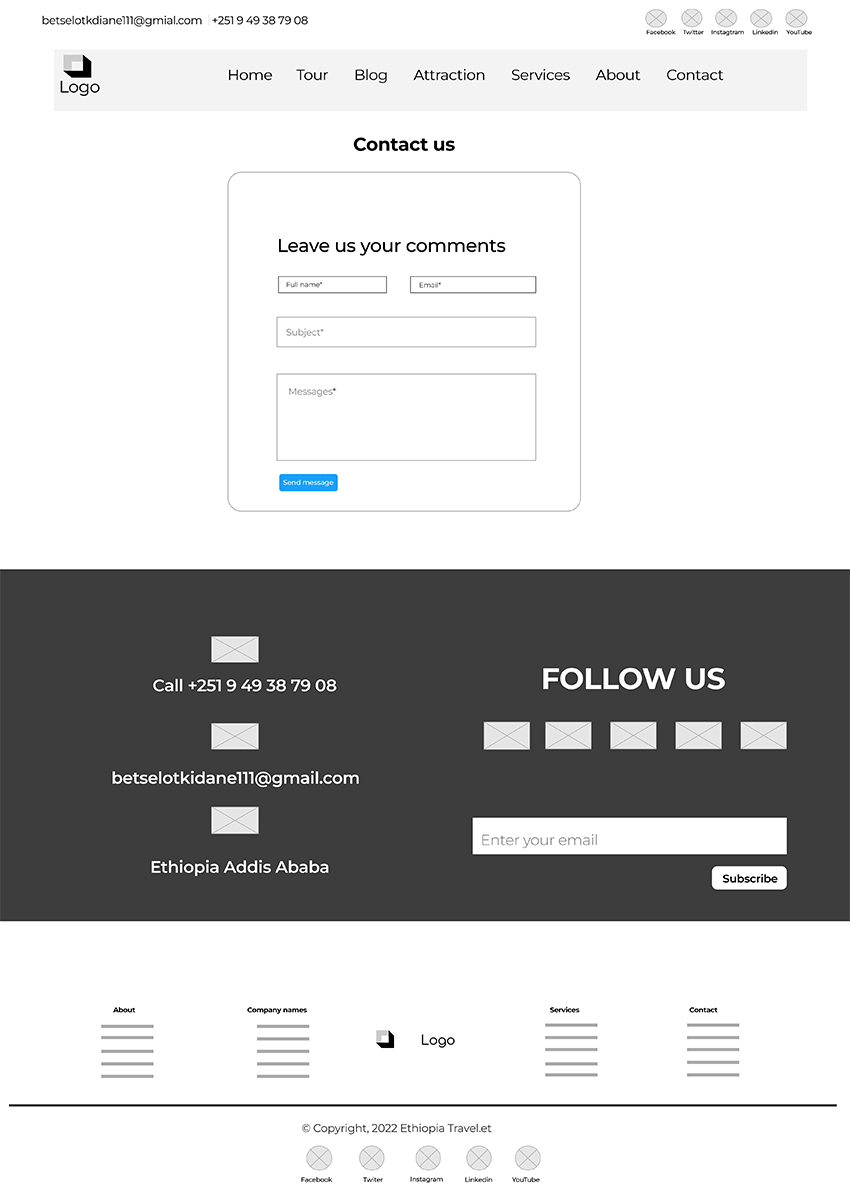 betselotkdiane111@gmial.com +251 9 49 38 79 08
Facebook Twitter Instagtram Linkedin YouTube
Logo
Home Tour Blog Attraction Services About Contact
Contact us
Leave us your comments
Full name* Email*
Subject*
Messages*
Send message
Call +251 9 49 38 79 08
betselotkidane111@gmail.com
Ethiopia Addis Ababa
FOLLOW US
Enter your email
Subscribe
About Company names Services Contact
Logo
© Copyright, 2022 Ethiopia Travel.et
Facebook Twiter Instagram Linkedin YouTube